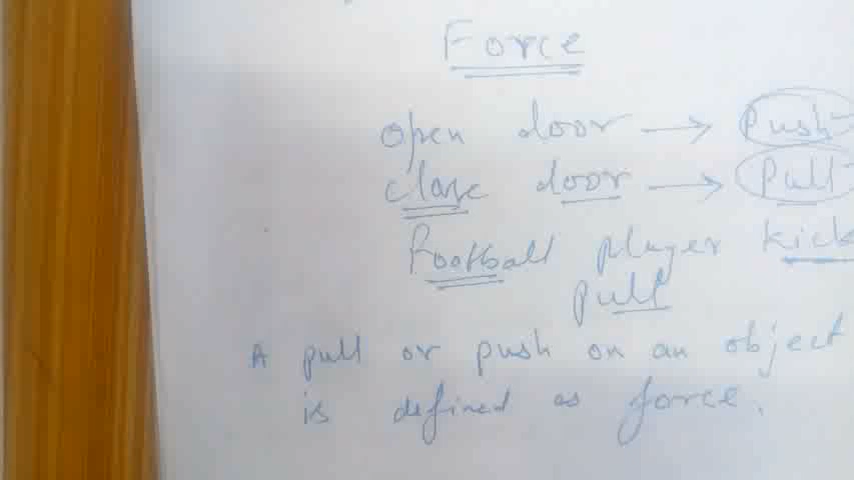 Force
open door → Push
close door → Pull
Football player kick
Pull
A pull or push on an object
is defined as force.